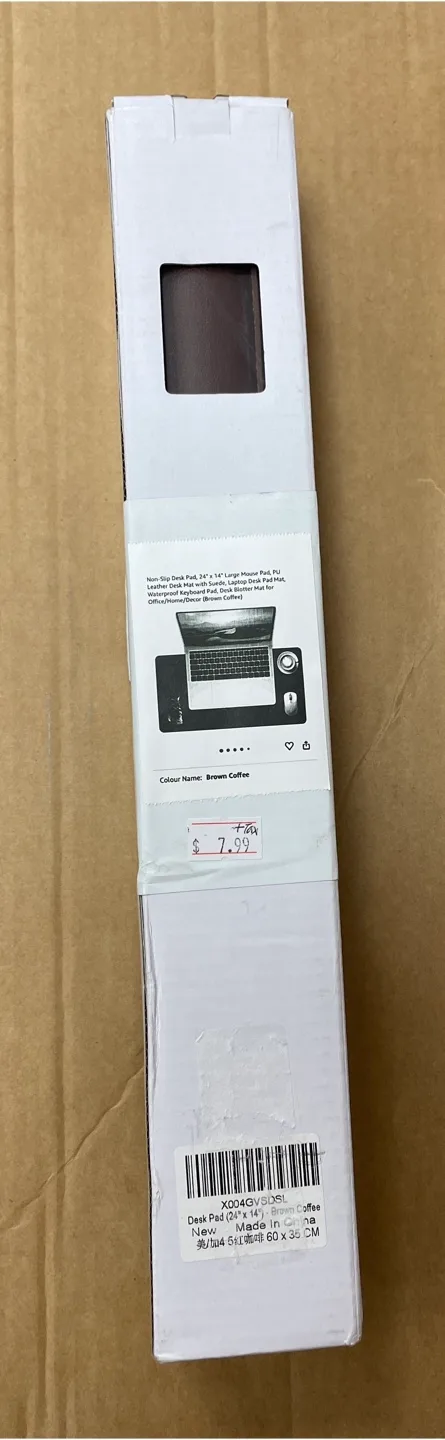 Non-Slip Desk Pad, 24" x 14" Large Mouse Pad, PU
Leather Desk Mat with Suede, Laptop Desk Pad Mat,
Waterproof Keyboard Pad, Desk Blotter Mat for
Office/Home/Decor (Brown Coffee)
Colour Name: Brown Coffee
+Tax
$ 7.99
X004GVSDSL
Desk Pad (24" x 14") - Brown Coffee
New Made In China
美/加4 5红咖啡 60 x 35 CM